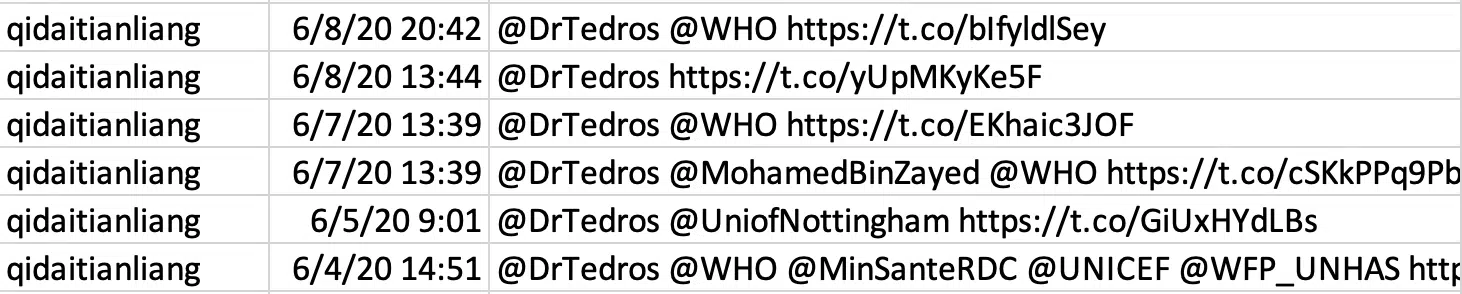 qidaitianliang 6/8/20 20:42 @DrTedros @WHO https://t.co/bIfyldlSey
qidaitianliang 6/8/20 13:44 @DrTedros https://t.co/yUpMKyKe5F
qidaitianliang 6/7/20 13:39 @DrTedros @WHO https://t.co/EKhaic3JOF
qidaitianliang 6/7/20 13:39 @DrTedros @MohamedBinZayed @WHO https://t.co/cSKkPPq9Pb
qidaitianliang 6/5/20 9:01 @DrTedros @UniofNottingham https://t.co/GiUxHYdLBs
qidaitianliang 6/4/20 14:51 @DrTedros @WHO @MinSanteRDC @UNICEF @WFP_UNHAS http